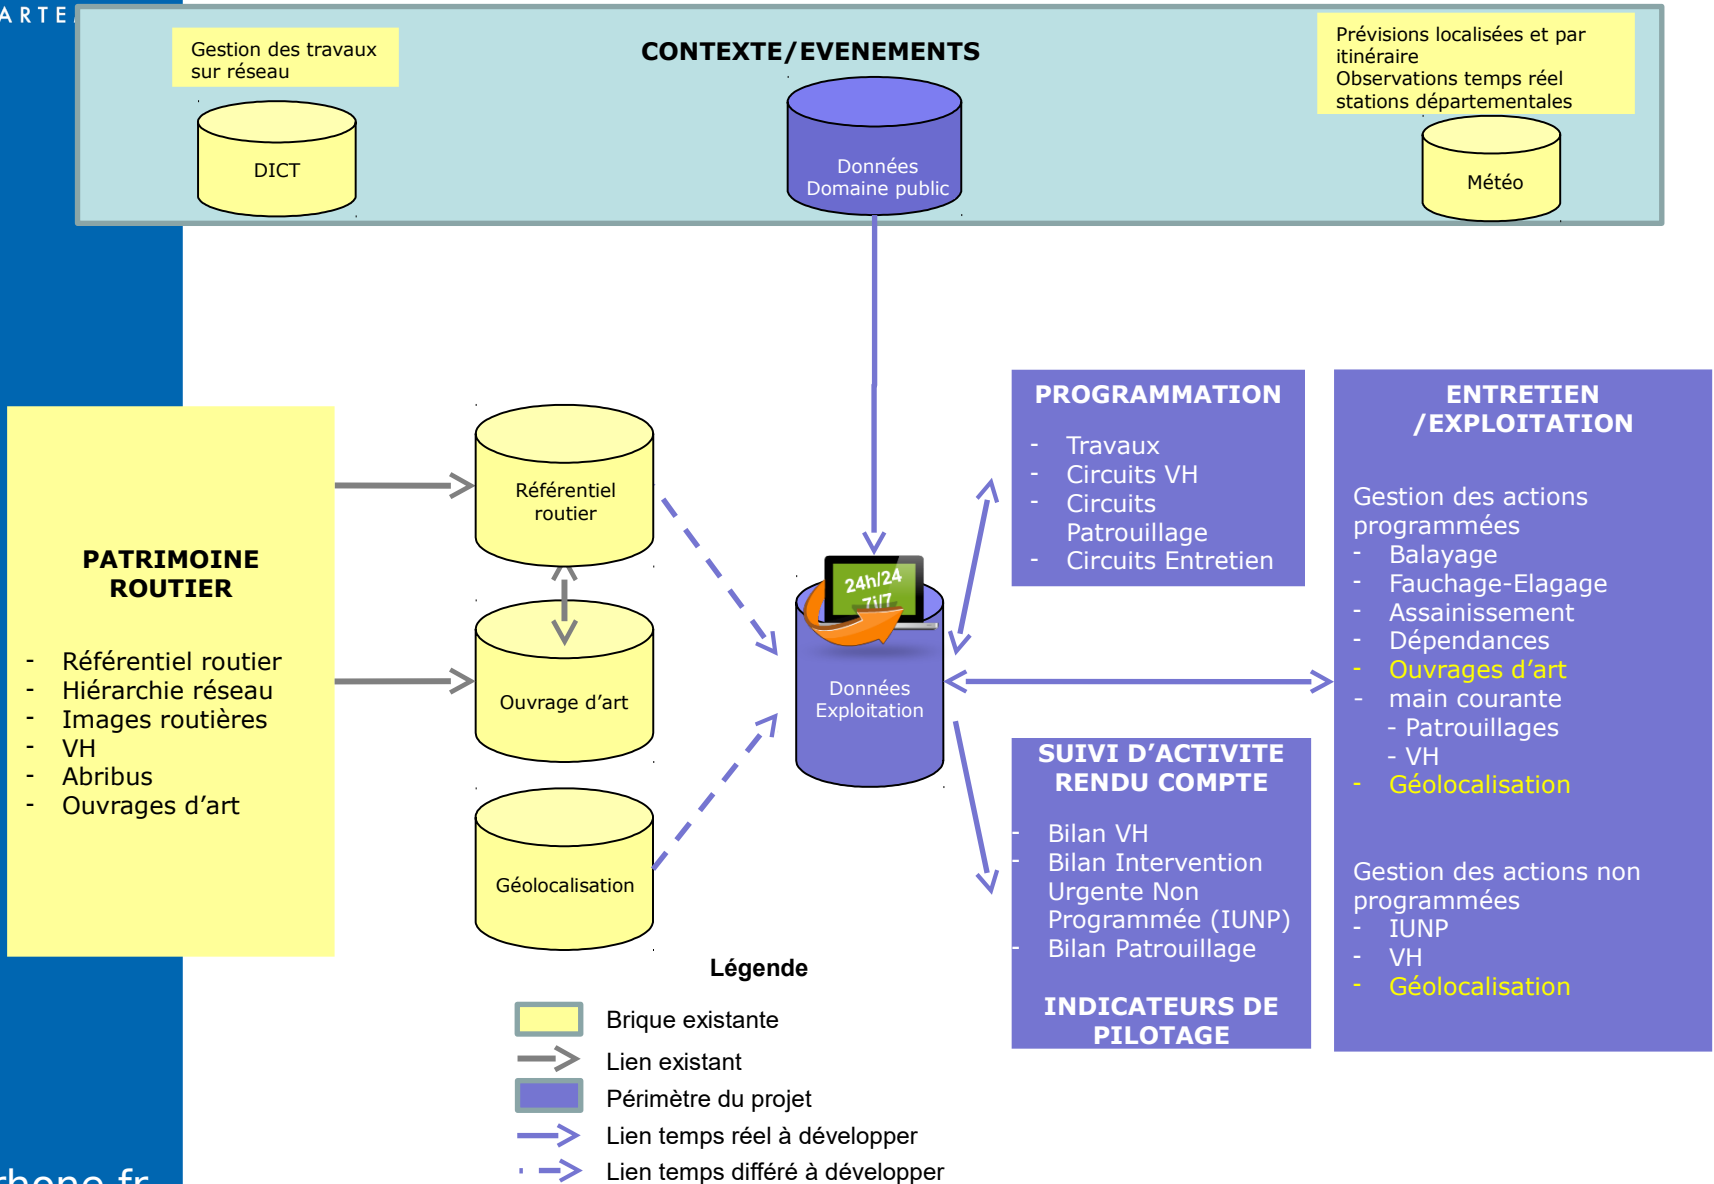 ARTEM
Gestion des travaux
sur réseau
DICT
CONTEXTE/EVENEMENTS
Données
Domaine public
Prévisions localisées et par
itinéraire
Observations temps réel
stations départementales
Météo
PATRIMOINE
ROUTIER
- Référentiel routier
- Hiérarchie réseau
- Images routières
- VH
- Abribus
- Ouvrages d'art
Référentiel
routier
Ouvrage d'art
Géolocalisation
24h/24
7j/7
Données
Exploitation
PROGRAMMATION
- Travaux
- Circuits VH
- Circuits
Patrouillage
- Circuits Entretien
SUIVI D'ACTIVITE
RENDU COMPTE
- Bilan VH
- Bilan Intervention
Urgente Non
Programmée (IUNP)
- Bilan Patrouillage
INDICATEURS DE
PILOTAGE
ENTRETIEN
/EXPLOITATION
Gestion des actions
programmées
- Balayage
- Fauchage-Elagage
- Assainissement
- Dépendances
- Ouvrages d'art
- main courante
- Patrouillages
- VH
- Géolocalisation
Gestion des actions non
programmées
- IUNP
- VH
- Géolocalisation
Légende
Brique existante
Lien existant
Périmètre du projet
Lien temps réel à développer
Lien temps différé à développer
rhone.fr